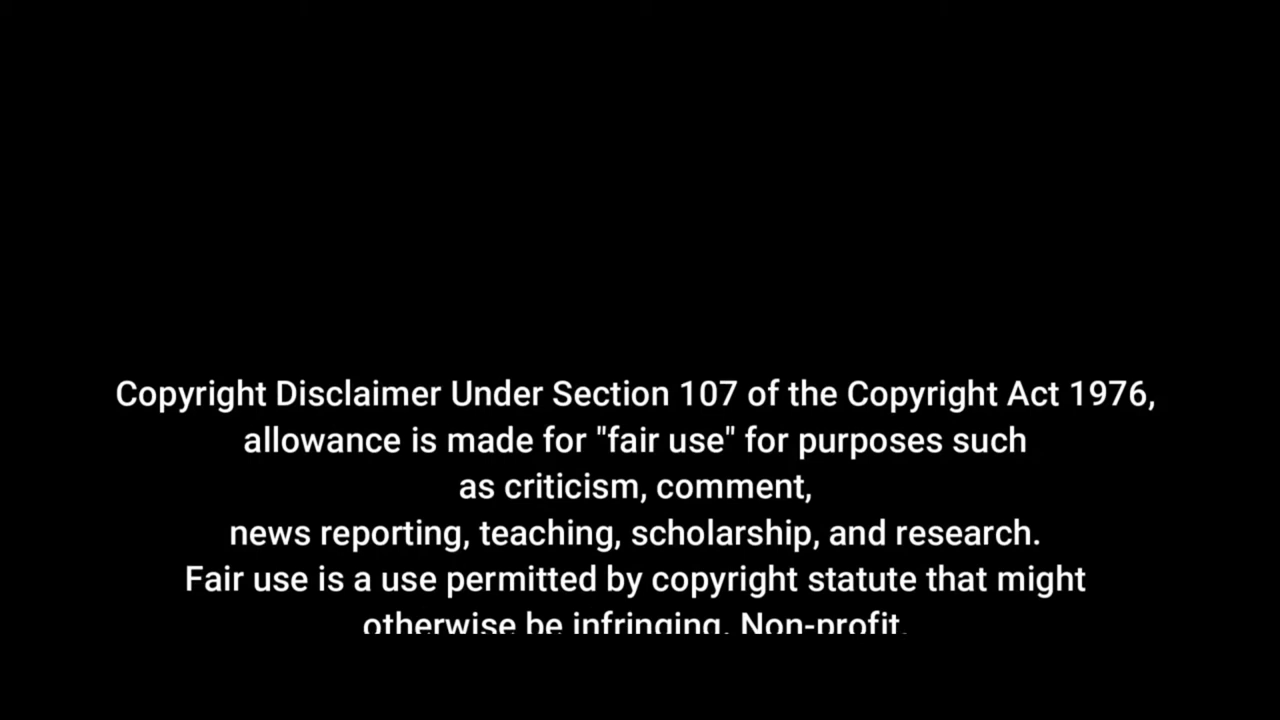 Copyright Disclaimer Under Section 107 of the Copyright Act 1976,
allowance is made for "fair use" for purposes such
as criticism, comment,
news reporting, teaching, scholarship, and research.
Fair use is a use permitted by copyright statute that might
otherwise be infringing. Non-profit,